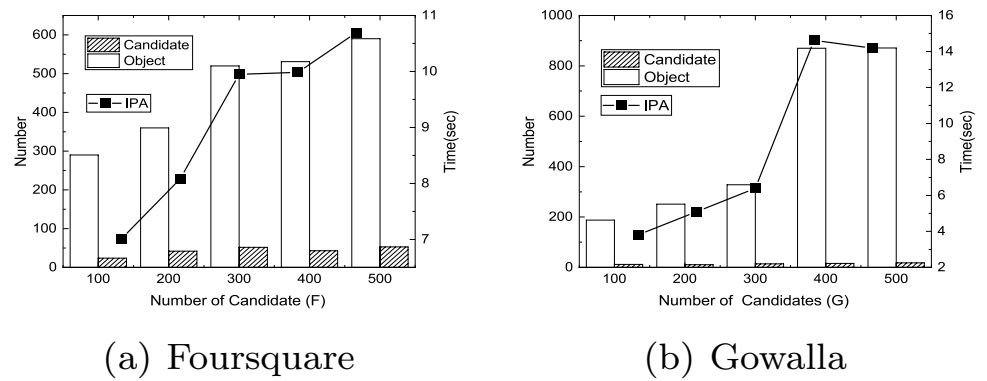 600
500
400
300
200
100
0
Number
Candidate
Object
IPA
11
10
9
8
7
Time(sec)
100 200 300 400 500
Number of Candidate (F)
(a) Foursquare
1000
800
600
400
200
0
Number
Candidate
Object
IPA
16
14
12
10
8
6
4
2
Time(sec)
100 200 300 400 500
Number of Candidates (G)
(b) Gowalla